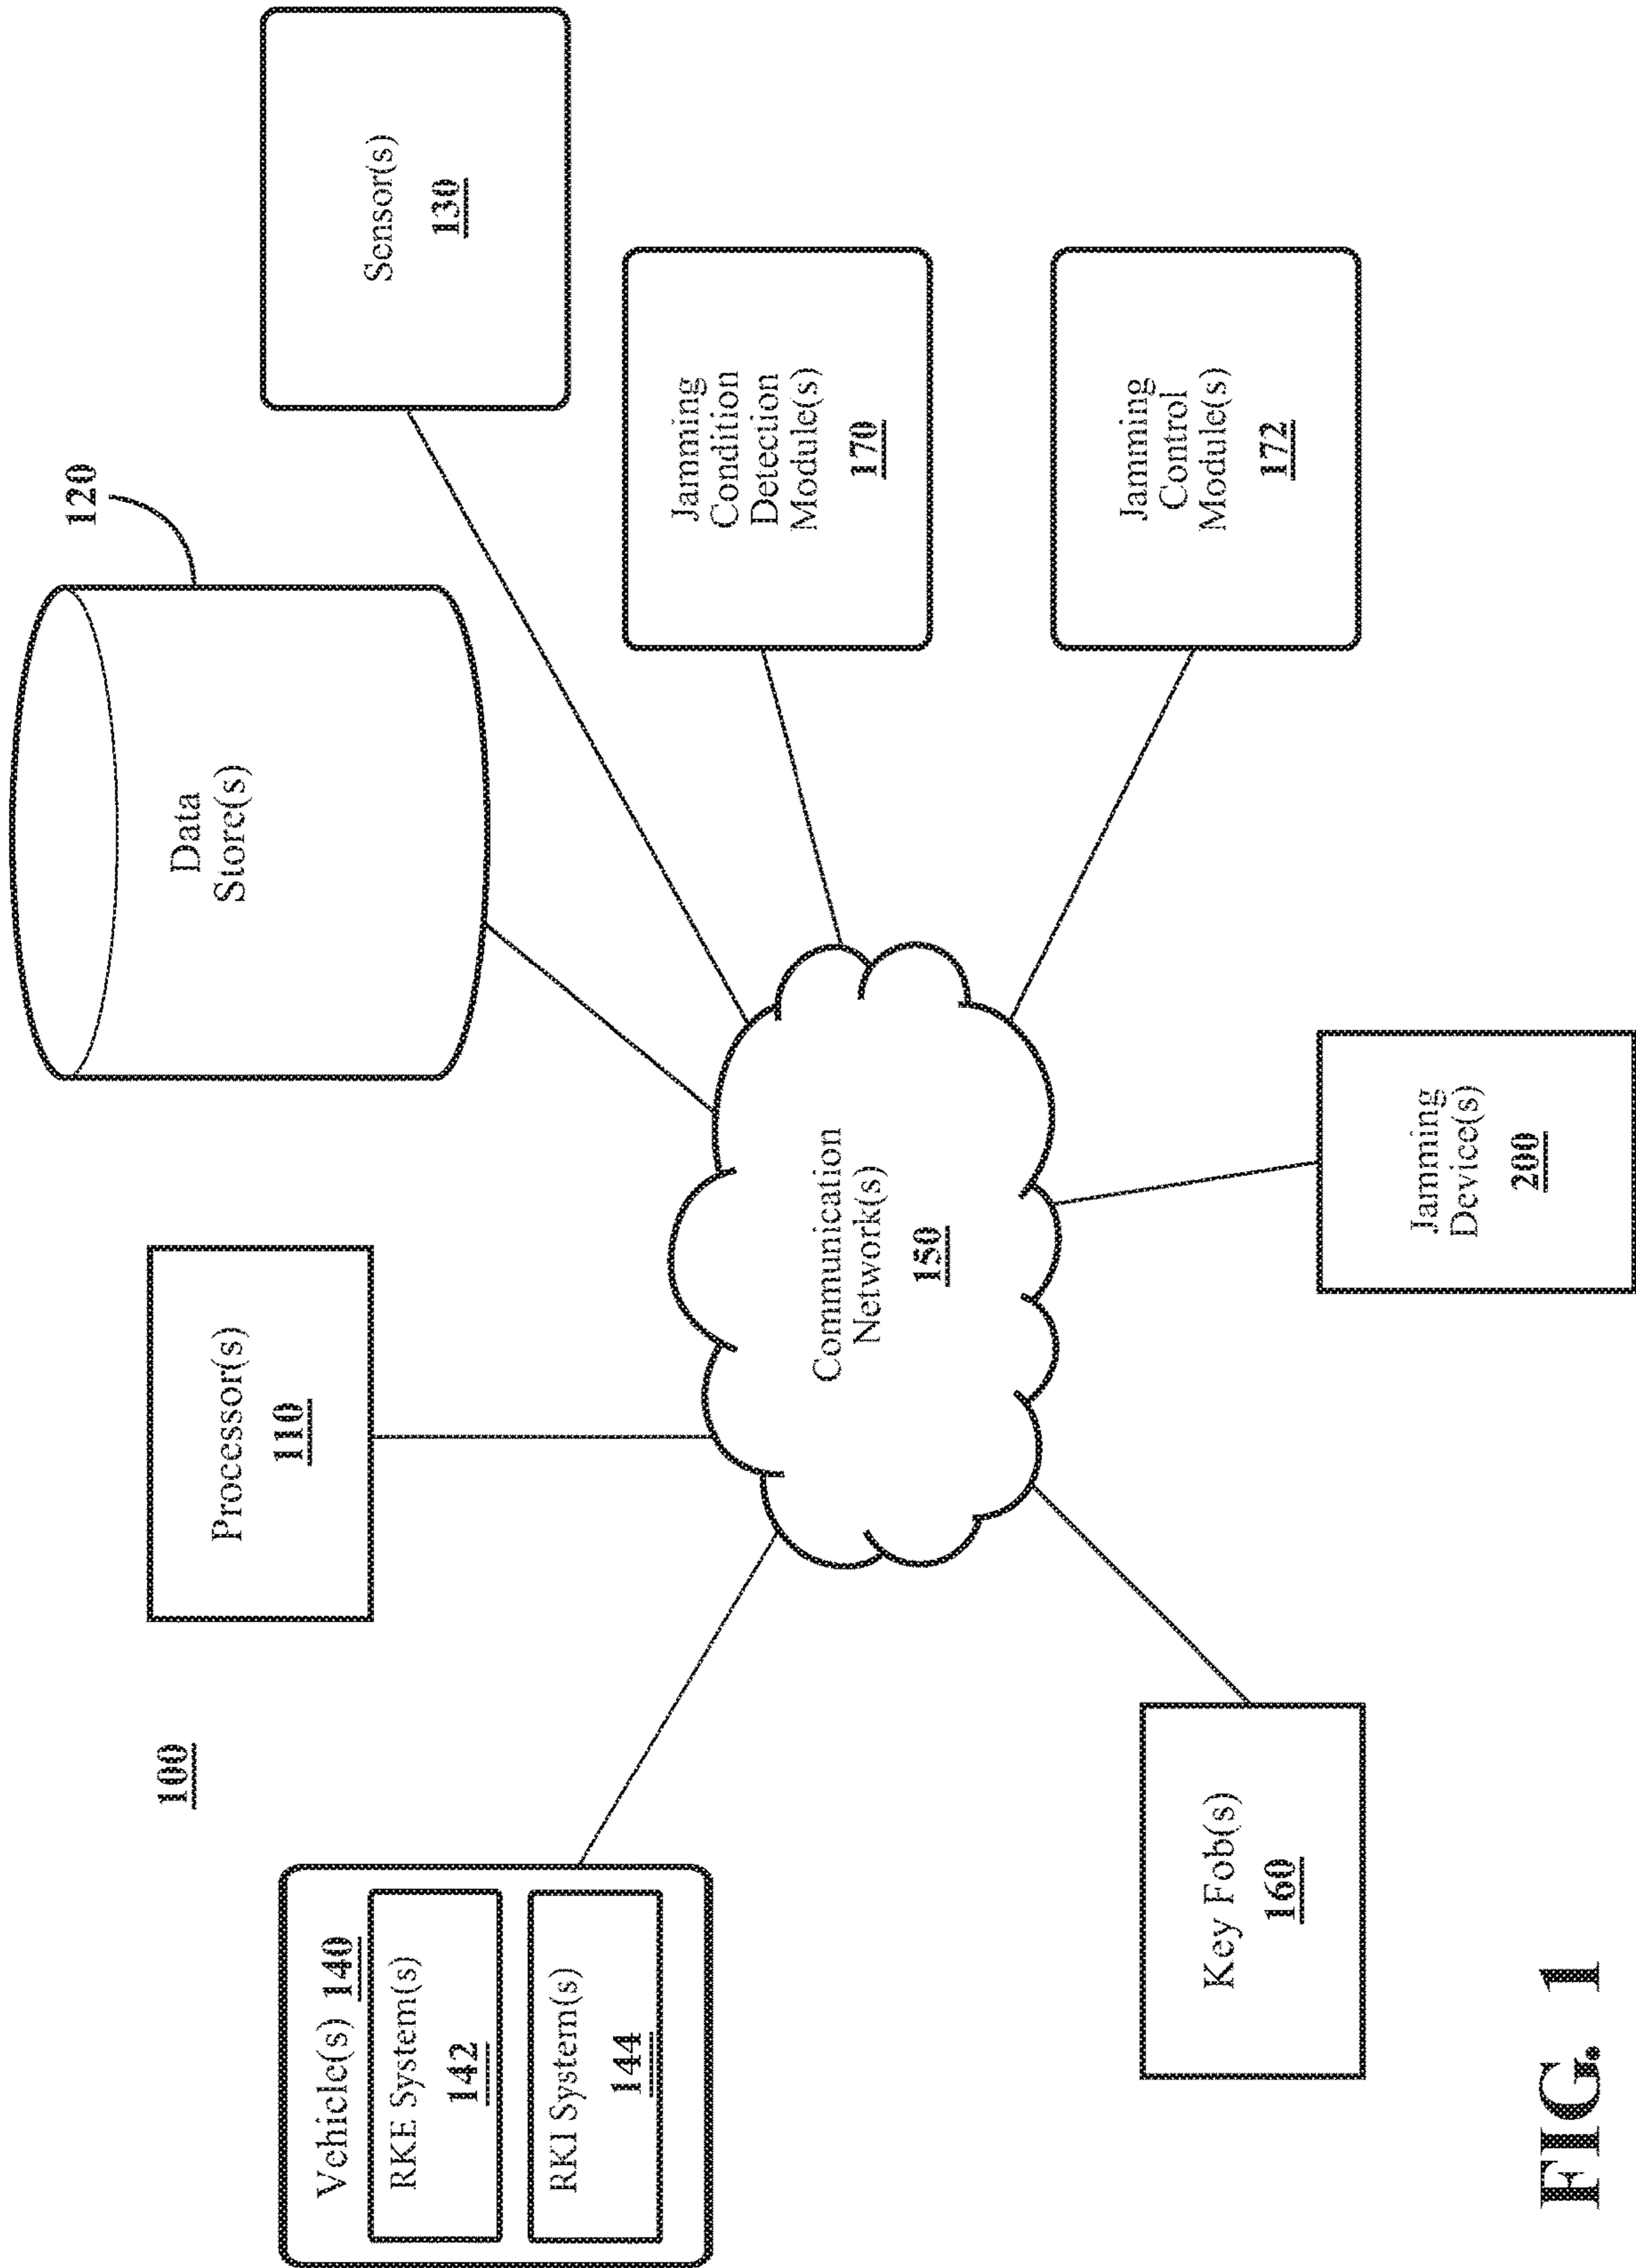 100
Vehicle(s) 140
RKE System(s)
142
RKI System(s)
144
Processor(s)
110
Data
Store(s)
120
Sensor(s)
130
Communication
Network(s)
150
Jamming
Condition
Detection
Module(s)
170
Jamming
Control
Module(s)
172
Key Fob(s)
160
Jamming
Device(s)
200
FIG. 1